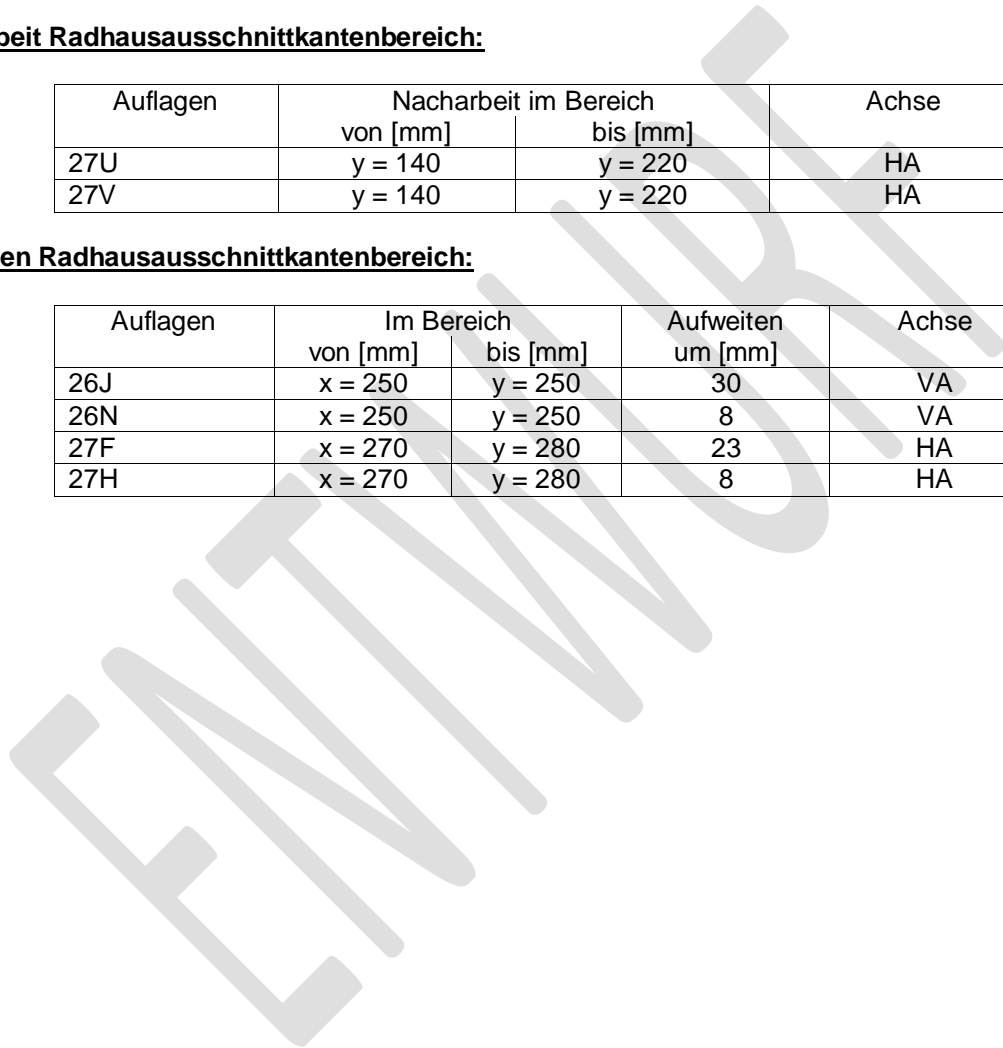 beit Radhausausschnittkantenbereich:
Auflagen Nacharbeit im Bereich Achse
von [mm] bis [mm]
27U y = 140 y = 220 HA
27V y = 140 y = 220 HA
en Radhausausschnittkantenbereich:
Auflagen Im Bereich Aufweiten Achse
von [mm] bis [mm] um [mm]
26J x = 250 y = 250 30 VA
26N x = 250 y = 250 8 VA
27F x = 270 y = 280 23 HA
27H x = 270 y = 280 8 HA
ENTWURF